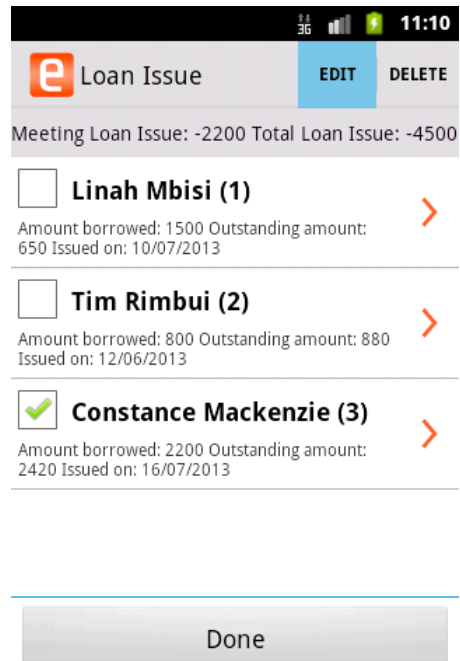 3G 11:10
e Loan Issue EDIT DELETE
Meeting Loan Issue: -2200 Total Loan Issue: -4500
Linah Mbisi (1)
Amount borrowed: 1500 Outstanding amount:
650 Issued on: 10/07/2013
Tim Rimbui (2)
Amount borrowed: 800 Outstanding amount: 880
Issued on: 12/06/2013
Constance Mackenzie (3)
Amount borrowed: 2200 Outstanding amount:
2420 Issued on: 16/07/2013
Done